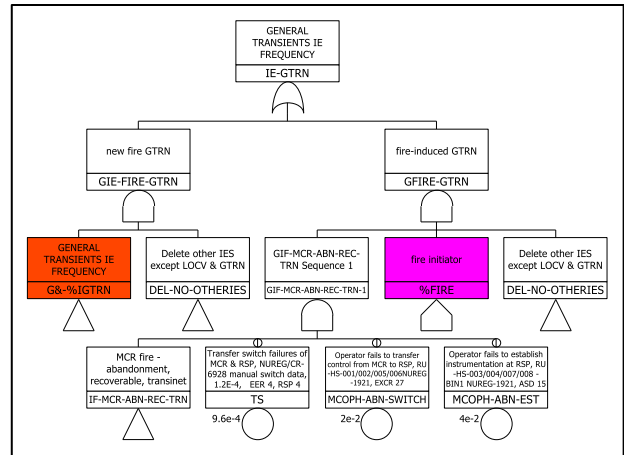 GENERAL
TRANSIENTS IE
FREQUENCY
IE-GTRN
new fire GTRN
GIE-FIRE-GTRN
fire-induced GTRN
GFIRE-GTRN
GENERAL
TRANSIENTS IE
FREQUENCY
G&-%IGTRN
Delete other IES
except LOCV & GTRN
DEL-NO-OTHERIES
GIF-MCR-ABN-REC-
TRN Sequence 1
GIF-MCR-ABN-REC-TRN-1
fire initiator
%FIRE
Delete other IES
except LOCV & GTRN
DEL-NO-OTHERIES
MCR fire -
abandonment,
recoverable, transinet
IF-MCR-ABN-REC-TRN
Transfer switch failures of
MCR & RSP, NUREG/CR-
6928 manual switch data,
1.2E-4, EER 4, RSP 4
TS
9.6e-4
Operator fails to transfer
control from MCR to RSP, RU
-HS-001/002/005/006NUREG
-1921, EXCR 27
MCOPH-ABN-SWITCH
2e-2
Operator fails to establish
instrumentation at RSP, RU
-HS-003/004/007/008 -
BIN1 NUREG-1921, ASD 15
MCOPH-ABN-EST
4e-2